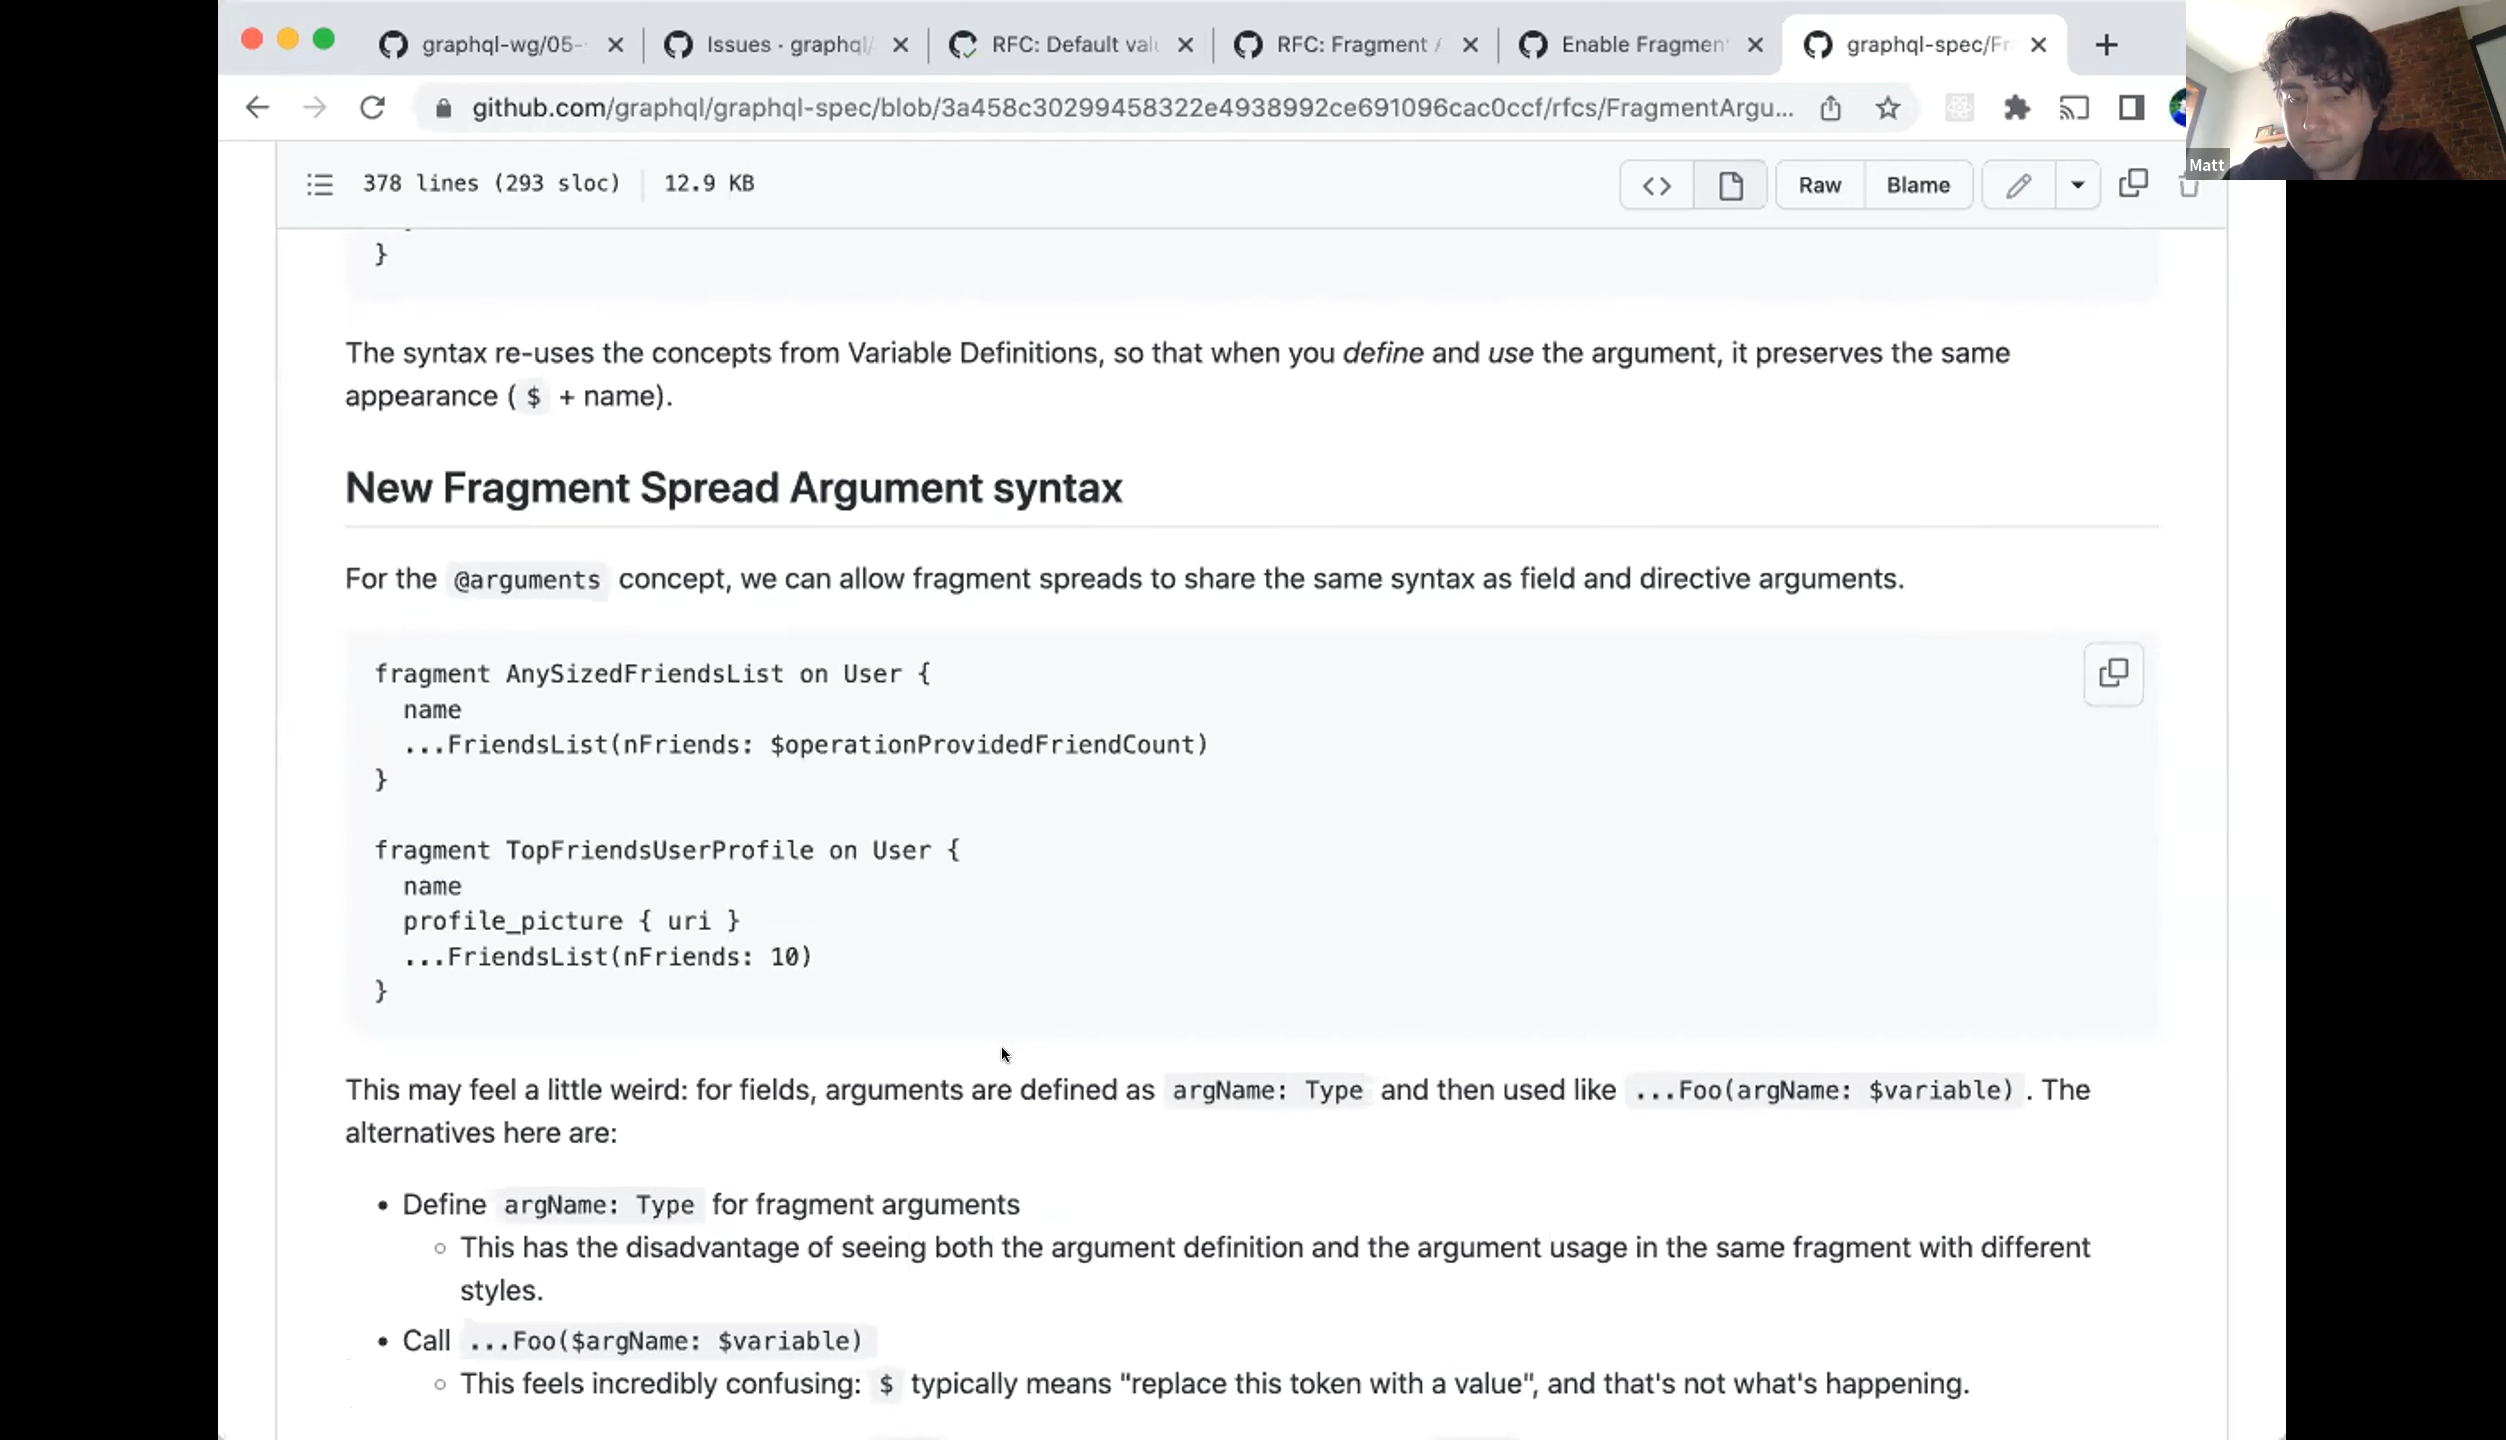 graphql-wg/05-
Issues · graphql/
RFC: Default val
RFC: Fragment A
Enable Fragmen
graphql-spec/Fr
github.com/graphql/graphql-spec/blob/3a458c30299458322e4938992ce691096cac0ccf/rfcs/FragmentArgu...
Matt
378 lines (293 sloc) 12.9 KB
Raw
Blame
}
The syntax re-uses the concepts from Variable Definitions, so that when you define and use the argument, it preserves the same
appearance ( $ + name).
New Fragment Spread Argument syntax
For the @arguments concept, we can allow fragment spreads to share the same syntax as field and directive arguments.
fragment AnySizedFriendsList on User {
name
...FriendsList(nFriends: $operationProvidedFriendCount)
}
fragment TopFriendsUserProfile on User {
name
profile_picture { uri }
...FriendsList(nFriends: 10)
}
This may feel a little weird: for fields, arguments are defined as argName: Type and then used like ...Foo(argName: $variable) . The
alternatives here are:
• Define argName: Type for fragment arguments
○ This has the disadvantage of seeing both the argument definition and the argument usage in the same fragment with different
styles.
• Call ...Foo($argName: $variable)
○ This feels incredibly confusing: $ typically means "replace this token with a value", and that's not what's happening.